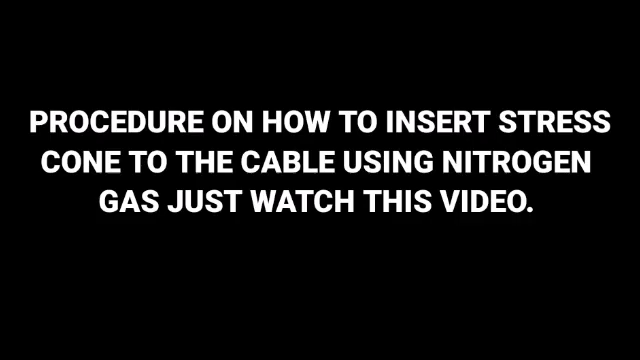 PROCEDURE ON HOW TO INSERT STRESS
CONE TO THE CABLE USING NITROGEN
GAS JUST WATCH THIS VIDEO.